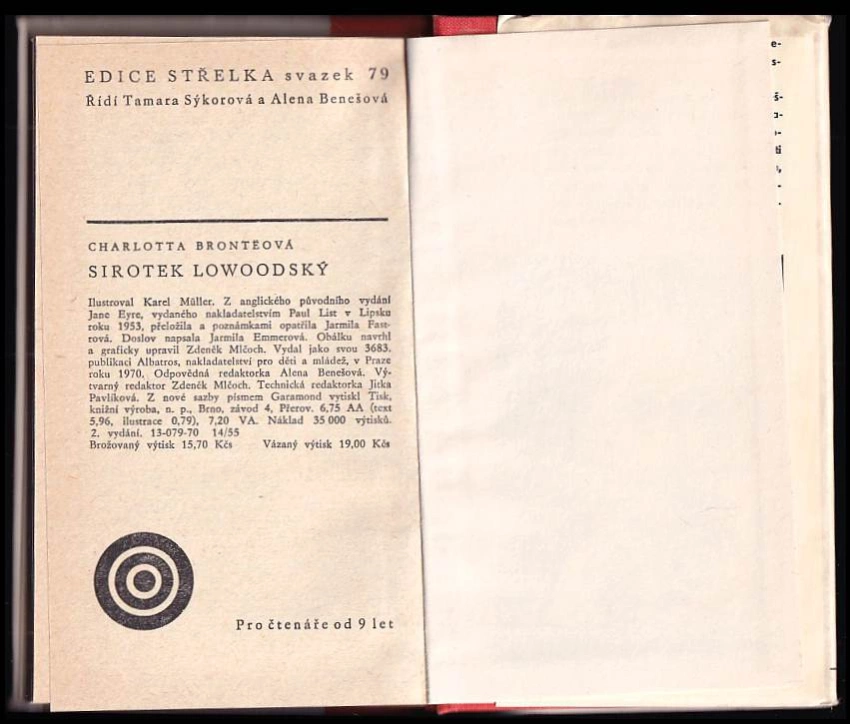 EDICE STŘELKA svazek 79
Řídí Tamara Sýkorová a Alena Benešová
CHARLOTTA BRONTËOVÁ
SIROTEK LOWOODSKÝ
Ilustroval Karel Müller. Z anglického původního vydání
Jane Eyre, vydaného nakladatelstvím Paul List v Lipsku
roku 1953, přeložila a poznámkami opatřila Jarmila Fast-
rová. Doslov napsala Jarmila Emmerová. Obálku navrhl
a graficky upravil Zdeněk Mlčoch. Vydal jako svou 3683.
publikaci Albatros, nakladatelství pro děti a mládež, v Praze
roku 1970. Odpovědná redaktorka Alena Benešová. Vý-
tvarný redaktor Zdeněk Mlčoch. Technická redaktorka Jitka
Pavlíková. Z nové sazby písmem Garamond vytiskl Tisk,
knižní výroba, n. p., Brno, závod 4, Přerov. 6,75 AA (text
5,96, ilustrace 0,79), 7,20 VA. Náklad 35 000 výtisků.
2. vydání. 13-079-70 14/55
Brožovaný výtisk 15,70 Kčs Vázaný výtisk 19,00 Kčs
Pro čtenáře od 9 let
e-
s-
š-